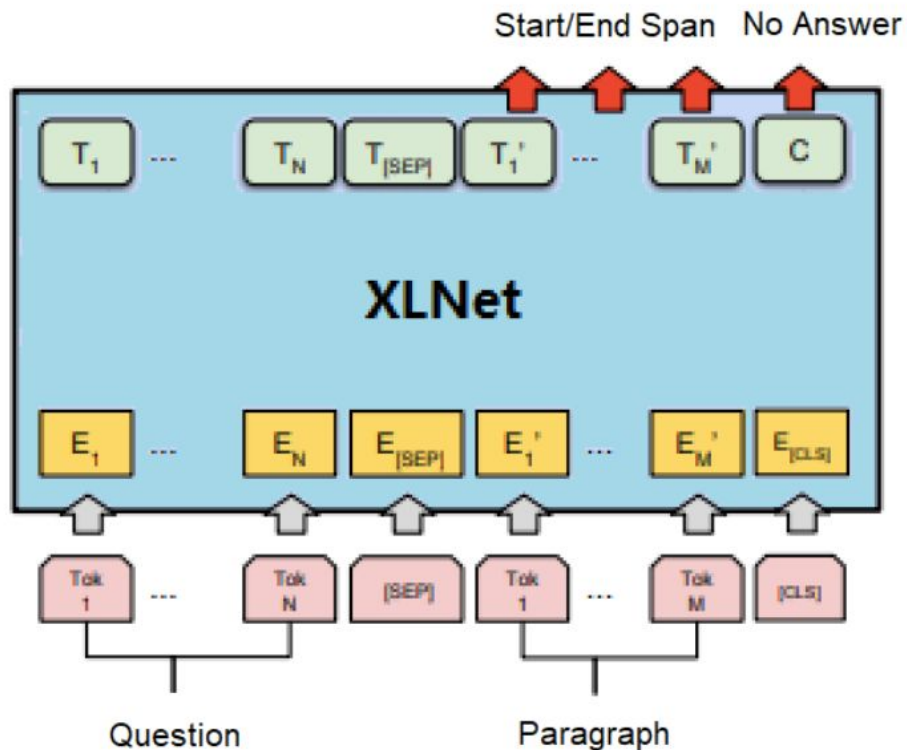 Start/End Span No Answer
T1 ... TN T[SEP] T1' ... TM' C
XLNet
E1 ... EN E[SEP] E1' ... EM' E[CLS]
Tok 1 ... Tok N [SEP] Tok 1 ... Tok M [CLS]
Question Paragraph